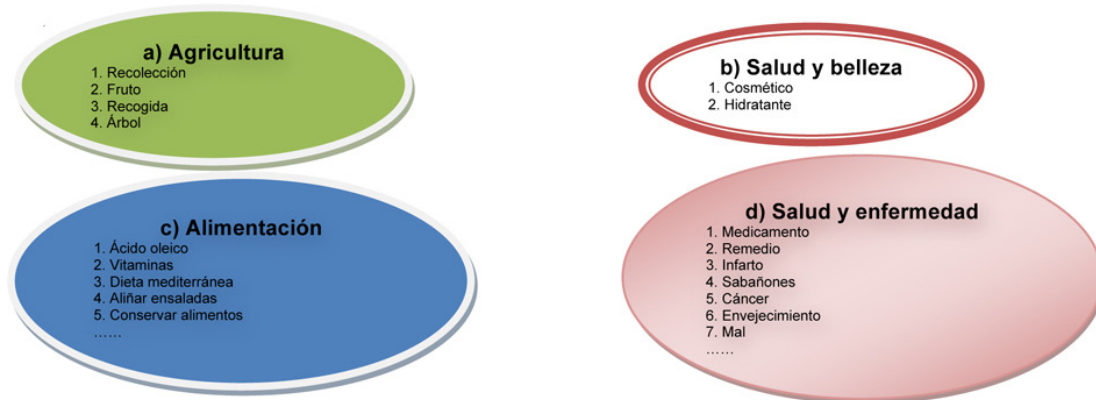 a) Agricultura
1. Recolección
2. Fruto
3. Recogida
4. Árbol
b) Salud y belleza
1. Cosmético
2. Hidratante
c) Alimentación
1. Ácido oleico
2. Vitaminas
3. Dieta mediterránea
4. Aliñar ensaladas
5. Conservar alimentos
……
d) Salud y enfermedad
1. Medicamento
2. Remedio
3. Infarto
4. Sabañones
5. Cáncer
6. Envejecimiento
7. Mal
……